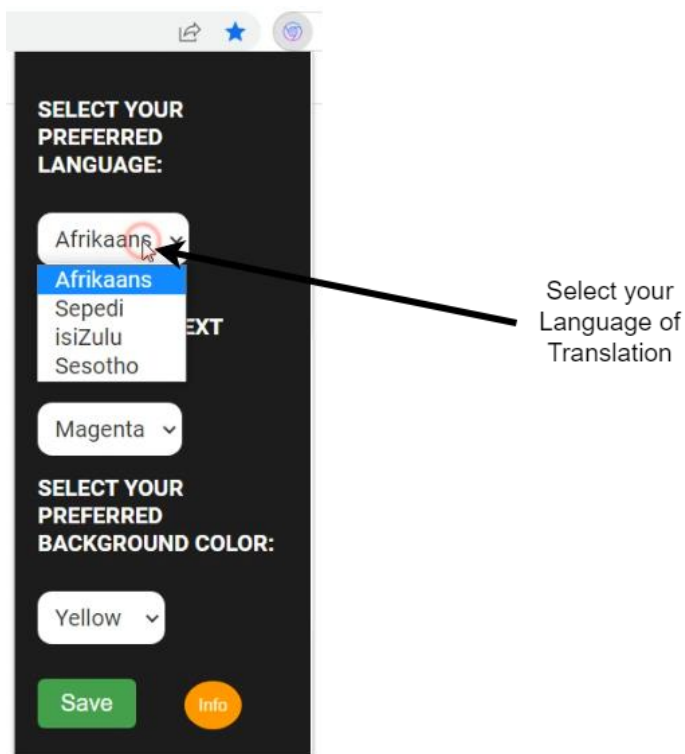 SELECT YOUR
PREFERRED
LANGUAGE:
Afrikaans
Afrikaans
Sepedi
isiZulu
EXT
Sesotho
Magenta
SELECT YOUR
PREFERRED
BACKGROUND COLOR:
Yellow
Save
Info
Select your
Language of
Translation